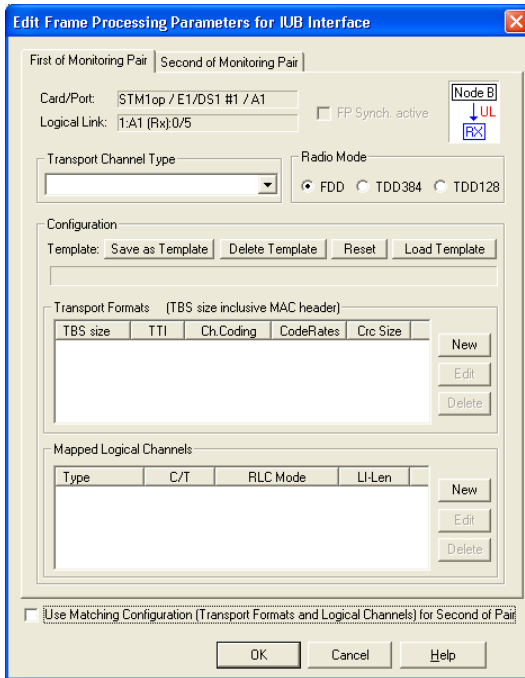 Edit Frame Processing Parameters for IUB Interface
First of Monitoring Pair Second of Monitoring Pair
Card/Port: STM1op / E1/DS1 #1 / A1
Logical Link: 1:A1 (Rx):0/5
FP Synch. active
Node B
UL
RX
Transport Channel Type
Radio Mode
FDD TDD384 TDD128
Configuration
Template: Save as Template Delete Template Reset Load Template
Transport Formats (TBS size inclusive MAC header)
TBS size TTI Ch.Coding CodeRates Crc Size
New
Edit
Delete
Mapped Logical Channels
Type C/T RLC Mode LI-Len
New
Edit
Delete
Use Matching Configuration (Transport Formats and Logical Channels) for Second of Pair
OK Cancel Help